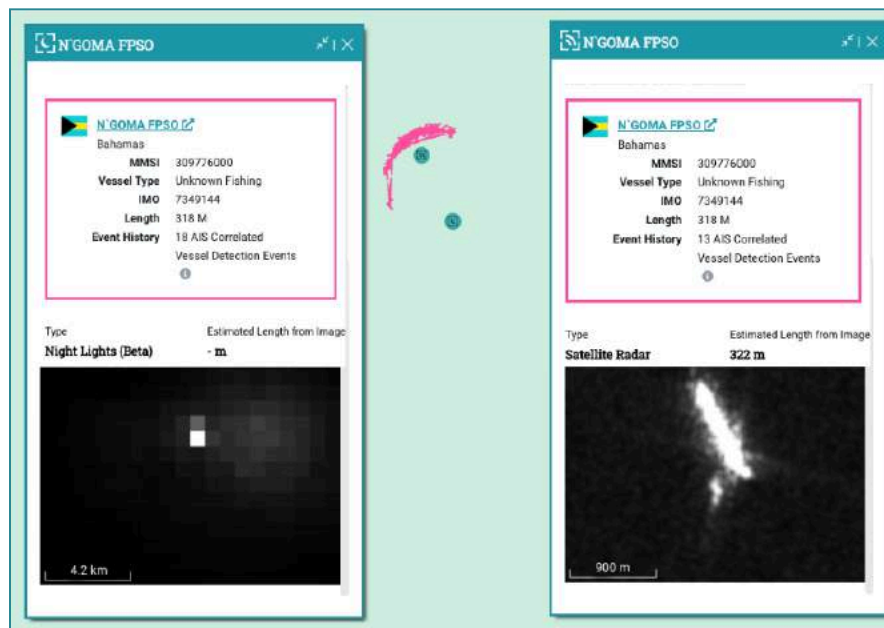 N`GOMA FPSO
N`GOMA FPSO
Bahamas
MMSI 309776000
Vessel Type Unknown Fishing
IMO 7349144
Length 318 M
Event History 18 AIS Correlated
Vessel Detection Events
Type Estimated Length from Image
Night Lights (Beta) - m
4.2 km
N`GOMA FPSO
N`GOMA FPSO
Bahamas
MMSI 309776000
Vessel Type Unknown Fishing
IMO 7349144
Length 318 M
Event History 13 AIS Correlated
Vessel Detection Events
Type Estimated Length from Image
Satellite Radar 322 m
900 m